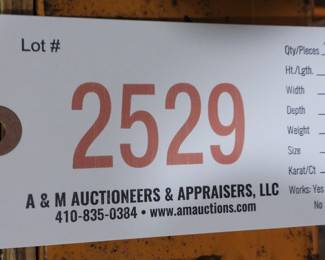 Lot #
2529
A & M AUCTIONEERS & APPRAISERS, LLC
410-835-0384 • www.amauctions.com
Qty/Pieces
Ht./Lgth.
Width
Depth
Weight
Size
Karat/Ct
Works: Yes
No